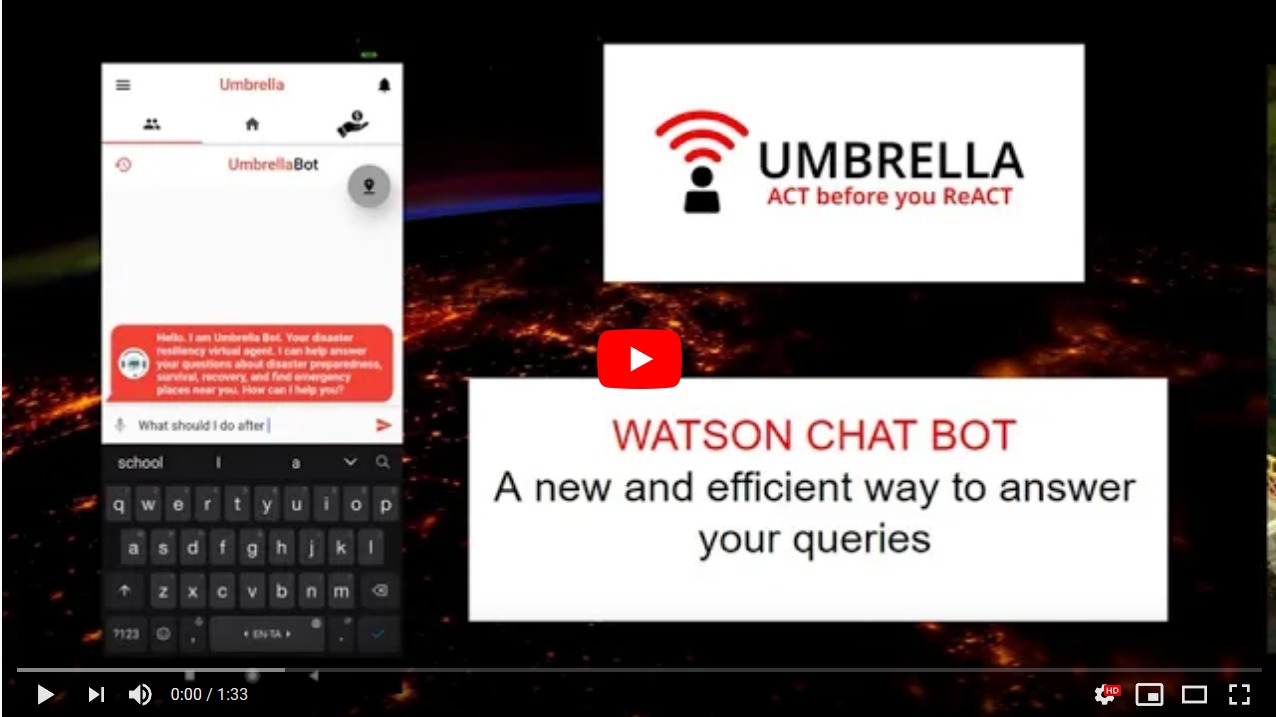 Umbrella
UmbrellaBot
Hello. I am Umbrella Bot. Your disaster
resiliency virtual agent. I can help answer
your questions about disaster preparedness,
survival, recovery, and find emergency
places near you. How can I help you?
What should I do after
school I a
q w e r t y u i o p
a s d f g h j k l
z x c v b n m
?123 , EN·TA .
UMBRELLA
ACT before you ReACT
WATSON CHAT BOT
A new and efficient way to answer
your queries
0:00 / 1:33
HD